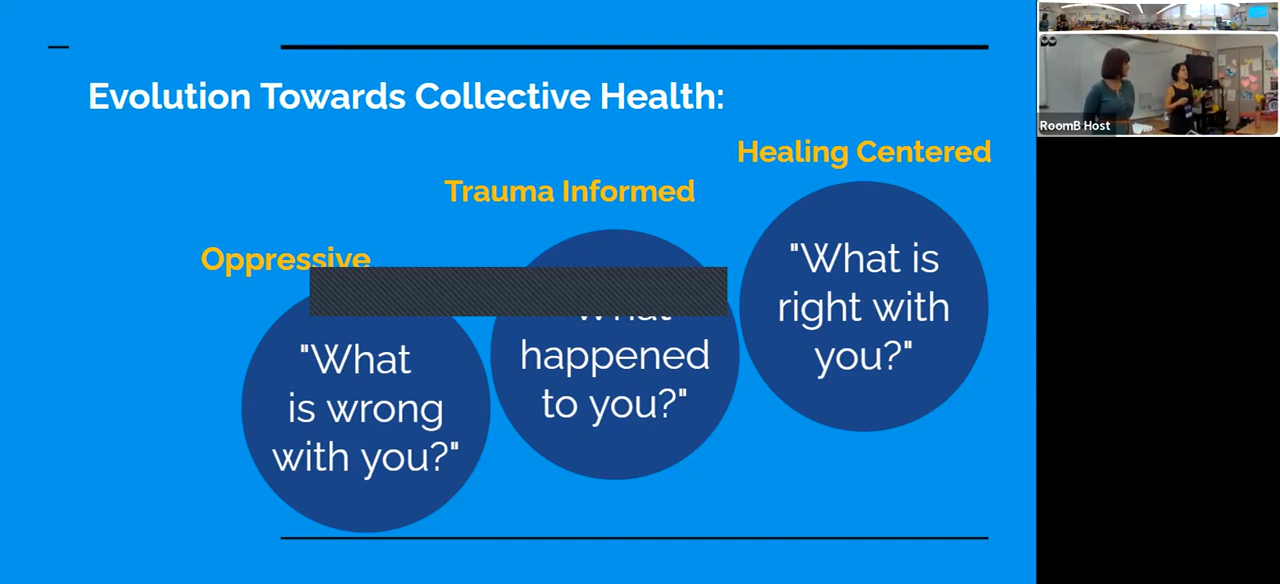 Evolution Towards Collective Health:
Healing Centered
Trauma Informed
Oppressive
"What
is wrong
with you?"
"What
happened
to you?"
"What is
right with
you?"
RoomB Host